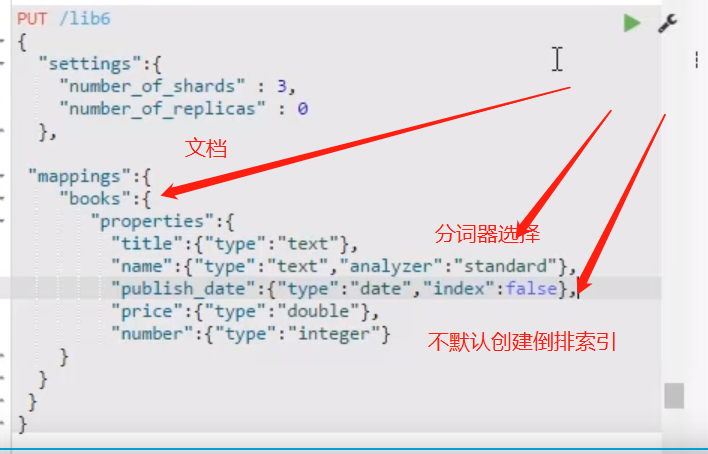 PUT /lib6
{
"settings":{
"number_of_shards" : 3,
"number_of_replicas" : 0
},
文档
"mappings":{
"books":{
"properties":{
"title":{"type":"text"},
分词器选择
"name":{"type":"text","analyzer":"standard"},
"publish_date":{"type":"date","index":false},
"price":{"type":"double"},
"number":{"type":"integer"}
不默认创建倒排索引
}
}
}
}